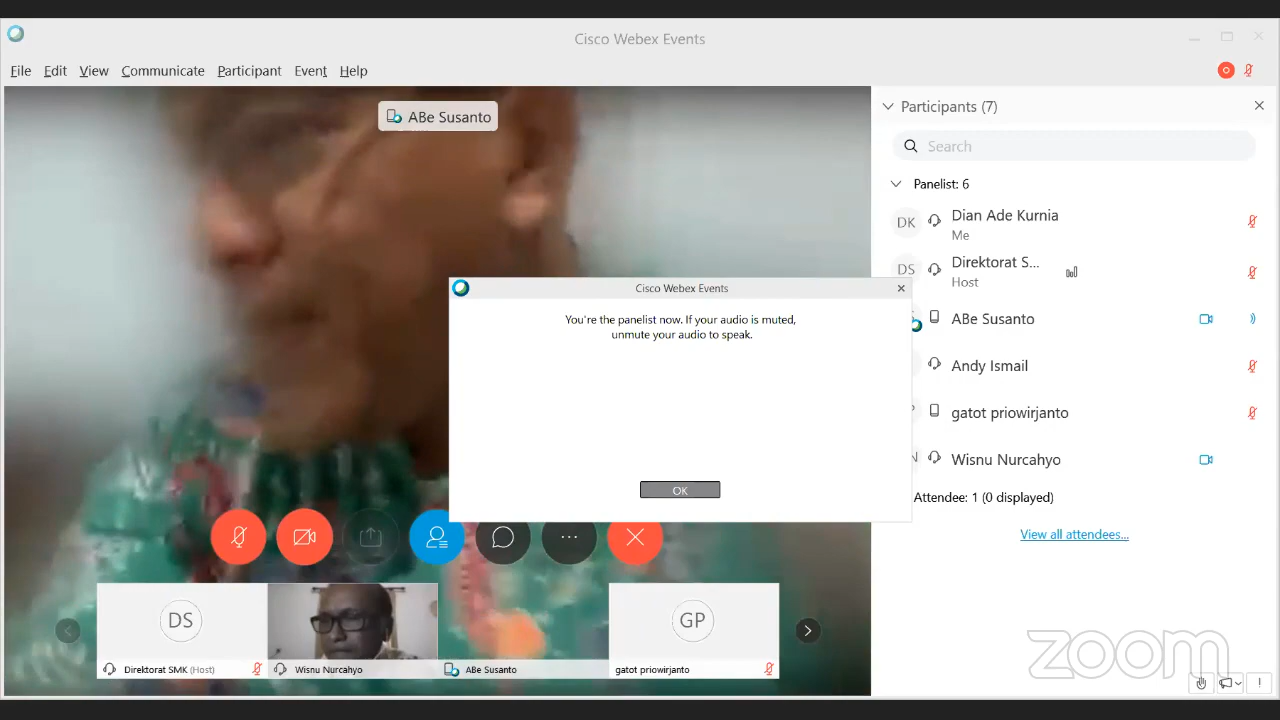 Cisco Webex Events
File Edit View Communicate Participant Event Help
ABe Susanto
Participants (7)
Search
Panelist: 6
DK Dian Ade Kurnia
Me
DS Direktorat S...
Host
ABe Susanto
Andy Ismail
gatot priowirjanto
Wisnu Nurcahyo
Attendee: 1 (0 displayed)
View all attendees...
Cisco Webex Events
You're the panelist now. If your audio is muted,
unmute your audio to speak.
OK
DS
Direktorat SMK (Host)
Wisnu Nurcahyo
ABe Susanto
GP
gatot priowirjanto
zoom